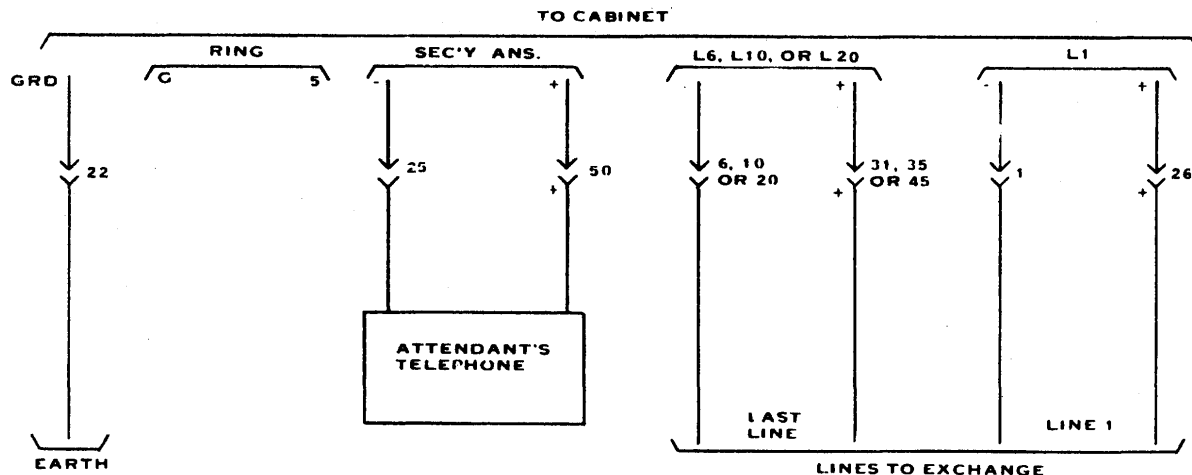 TO CABINET
RING
SEC'Y ANS.
L6, L10, OR L20
L1
GRD
G 5
- +
- +
- +
22
25
50
6, 10
OR 20
31, 35
OR 45
1
26
+
+
+
ATTENDANT'S
TELEPHONE
LAST
LINE
LINE 1
EARTH
LINES TO EXCHANGE